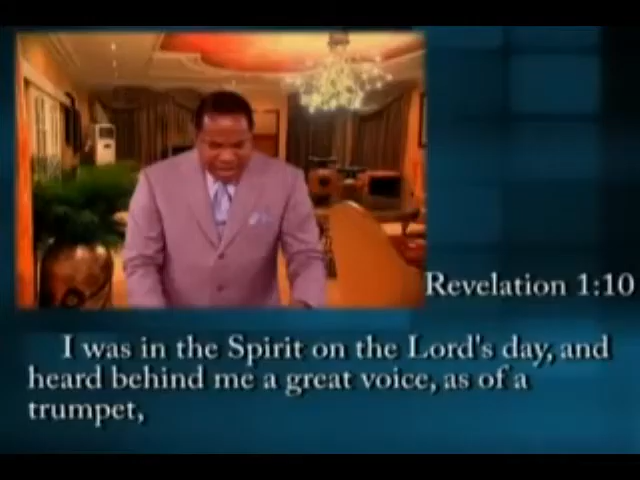 Revelation 1:10
I was in the Spirit on the Lord's day, and
heard behind me a great voice, as of a
trumpet,